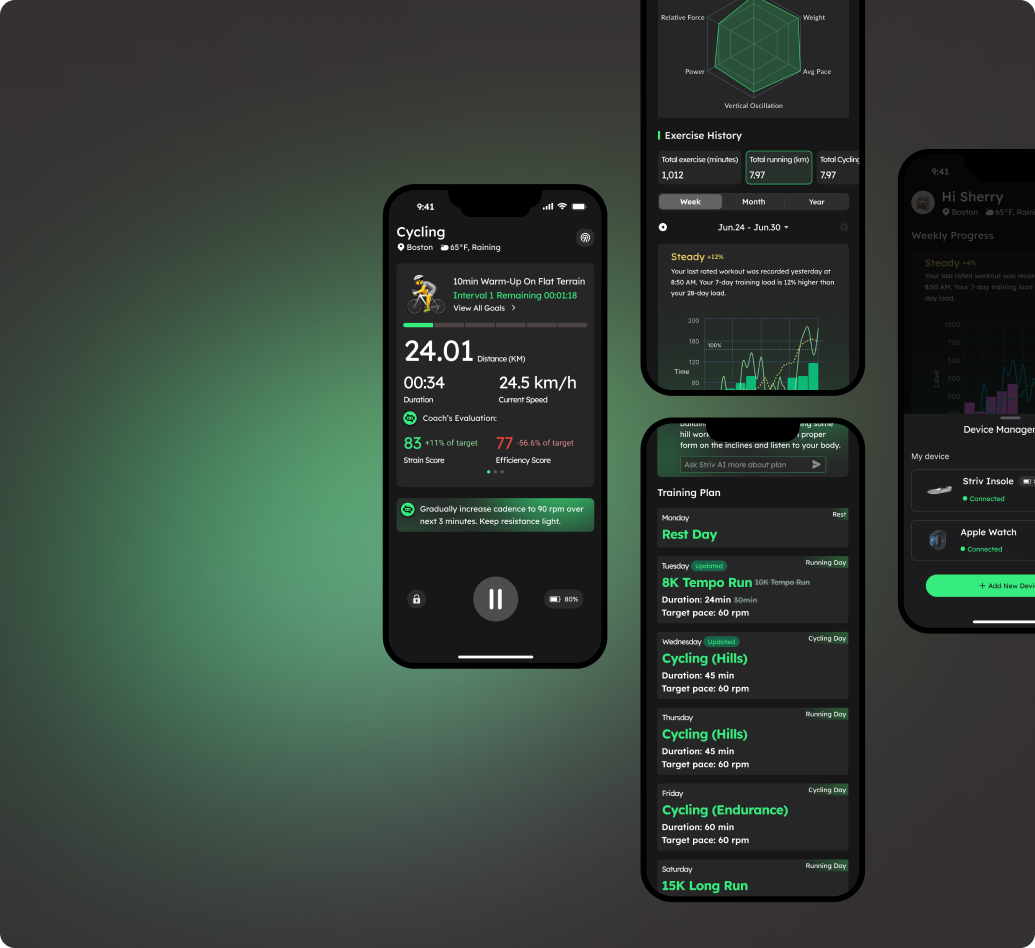 9:41
Cycling
Boston 65°F, Raining
10min Warm-Up On Flat Terrain
Interval 1 Remaining 00:01:18
View All Goals >
24.01 Distance (KM)
00:34 24.5 km/h
Duration Current Speed
Coach's Evaluation:
83 +11% of target 77 -56.6% of target
Strain Score Efficiency Score
Gradually increase cadence to 90 rpm over
next 3 minutes. Keep resistance light.
80%
Relative Force Weight
Power Avg Pace
Vertical Oscillation
Exercise History
Total exercise (minutes) Total running (km) Total Cycling
1,012 7.97 7.97
Week Month Year
Jun.24 - Jun.30
Steady +12%
Your last rated workout was recorded yesterday at
8:50 AM. Your 7-day training load is 12% higher than
your 28-day load.
200
160
100%
120
Time
80
hill
proper
form on the inclines and listen to your body.
Ask Striv AI more about plan
Training Plan
Monday Rest
Rest Day
Tuesday Updated Running Day
8K Tempo Run 10K Tempo Run
Duration: 24min 30min
Target pace: 60 rpm
Wednesday Updated Cycling Day
Cycling (Hills)
Duration: 45 min
Target pace: 60 rpm
Thursday Running Day
Cycling (Hills)
Duration: 45 min
Target pace: 60 rpm
Friday Cycling Day
Cycling (Endurance)
Duration: 60 min
Target pace: 60 rpm
Saturday Running Day
15K Long Run
9:41
Hi Sherry
Boston 65°F, Rain
Weekly Progress
Steady +4%
Your last rated workout was recor
8:50 AM. Your 7-day training load
day load.
1000
750
500
500
500
Label
Device Manager
My device
Striv Insole
Connected
Apple Watch
Connected
+ Add New Devi